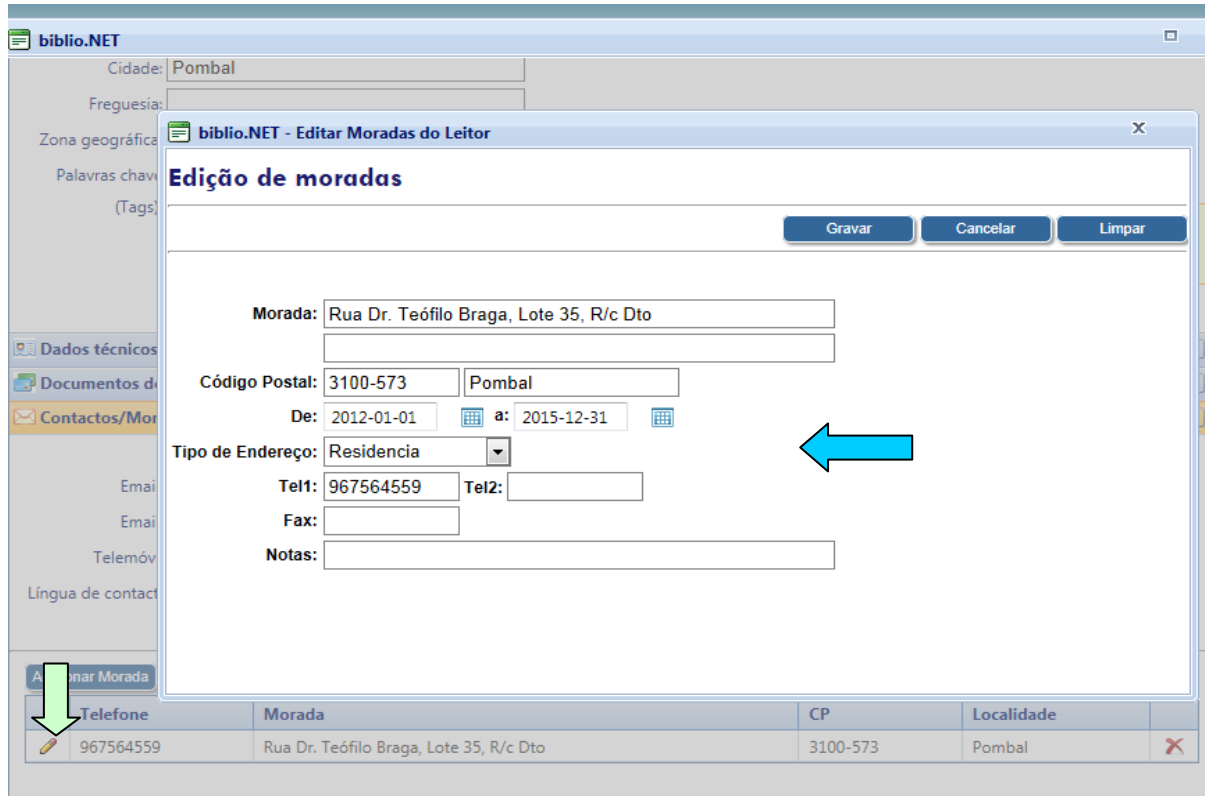 biblio.NET
Cidade: Pombal
Freguesia:
Zona geográfica
biblio.NET - Editar Moradas do Leitor x
Palavras chave
Edição de moradas
(Tags)
Gravar Cancelar Limpar
Morada: Rua Dr. Teófilo Braga, Lote 35, R/c Dto
Dados técnicos
Documentos d
Código Postal: 3100-573 Pombal
Contactos/Mor
De: 2012-01-01 a: 2015-12-31
Tipo de Endereço: Residencia
Emai
Tel1: 967564559 Tel2:
Emai
Fax:
Telemóv
Notas:
Língua de contact
A onar Morada
Telefone Morada CP Localidade
967564559 Rua Dr. Teófilo Braga, Lote 35, R/c Dto 3100-573 Pombal